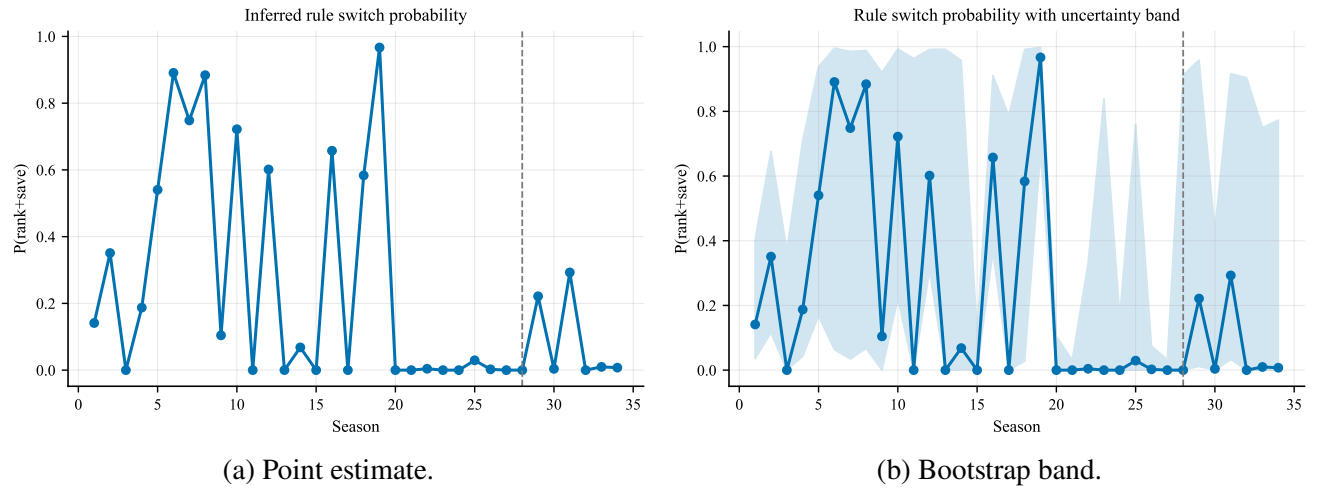 Inferred rule switch probability
P(rank+save)
1.0
0.8
0.6
0.4
0.2
0.0
0 5 10 15 20 25 30 35
Season
(a) Point estimate.
Rule switch probability with uncertainty band
P(rank+save)
1.0
0.8
0.6
0.4
0.2
0.0
0 5 10 15 20 25 30 35
Season
(b) Bootstrap band.